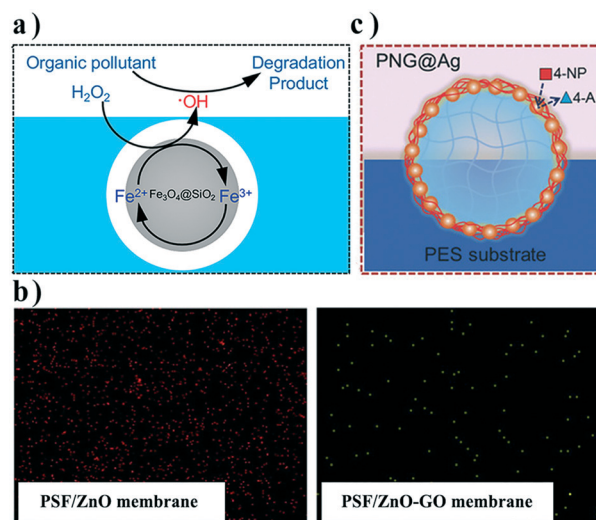 a)
Organic pollutant
Degradation
Product
H₂O₂
·OH
Fe²⁺
Fe₃O₄@SiO₂
Fe³⁺
c)
PNG@Ag
4-NP
4-A
PES substrate
b)
PSF/ZnO membrane
PSF/ZnO-GO membrane